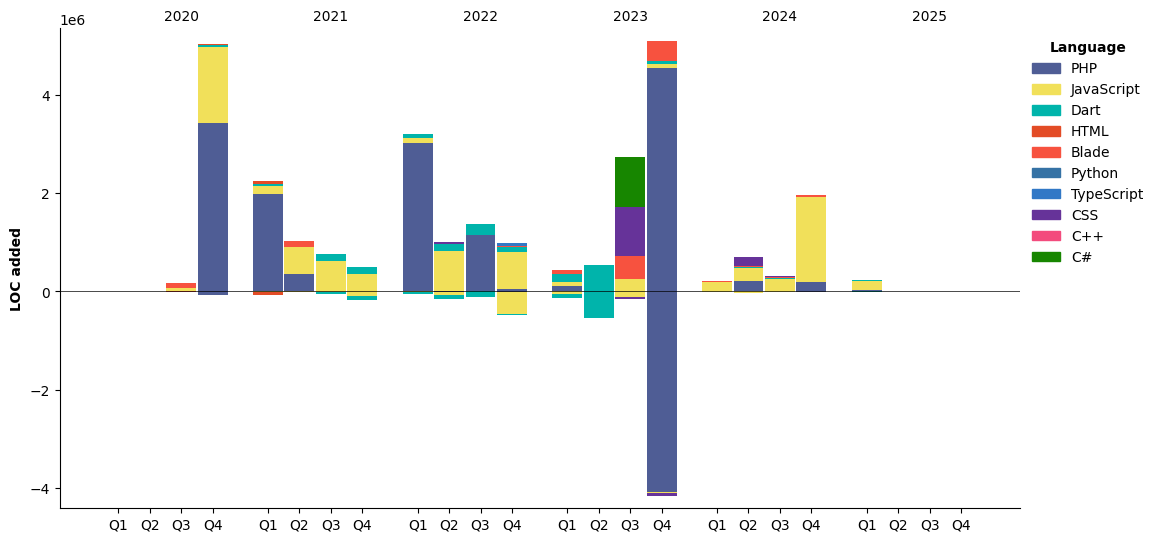 1e6
2020 2021 2022 2023 2024 2025
Language
PHP
JavaScript
Dart
HTML
Blade
Python
TypeScript
CSS
C++
C#
LOC added
4
2
0
−2
−4
Q1 Q2 Q3 Q4 Q1 Q2 Q3 Q4 Q1 Q2 Q3 Q4 Q1 Q2 Q3 Q4 Q1 Q2 Q3 Q4 Q1 Q2 Q3 Q4